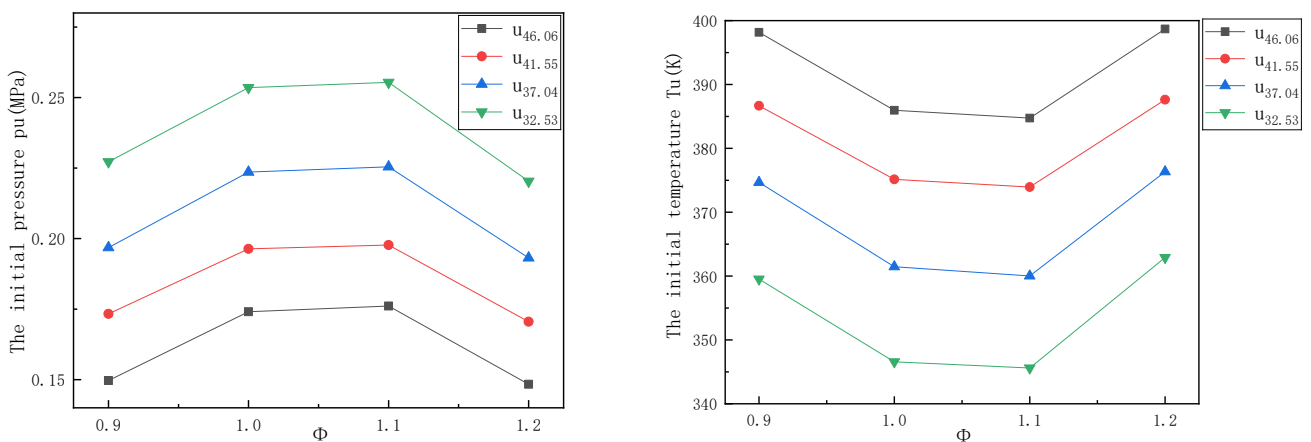 The initial pressure pu(MPa)
0.25
0.20
0.15
0.9
1.0
1.1
1.2
Φ
u46.06
u41.55
u37.04
u32.53
The initial temperature Tu(K)
400
390
380
370
360
350
340
0.9
1.0
1.1
1.2
Φ
u46.06
u41.55
u37.04
u32.53